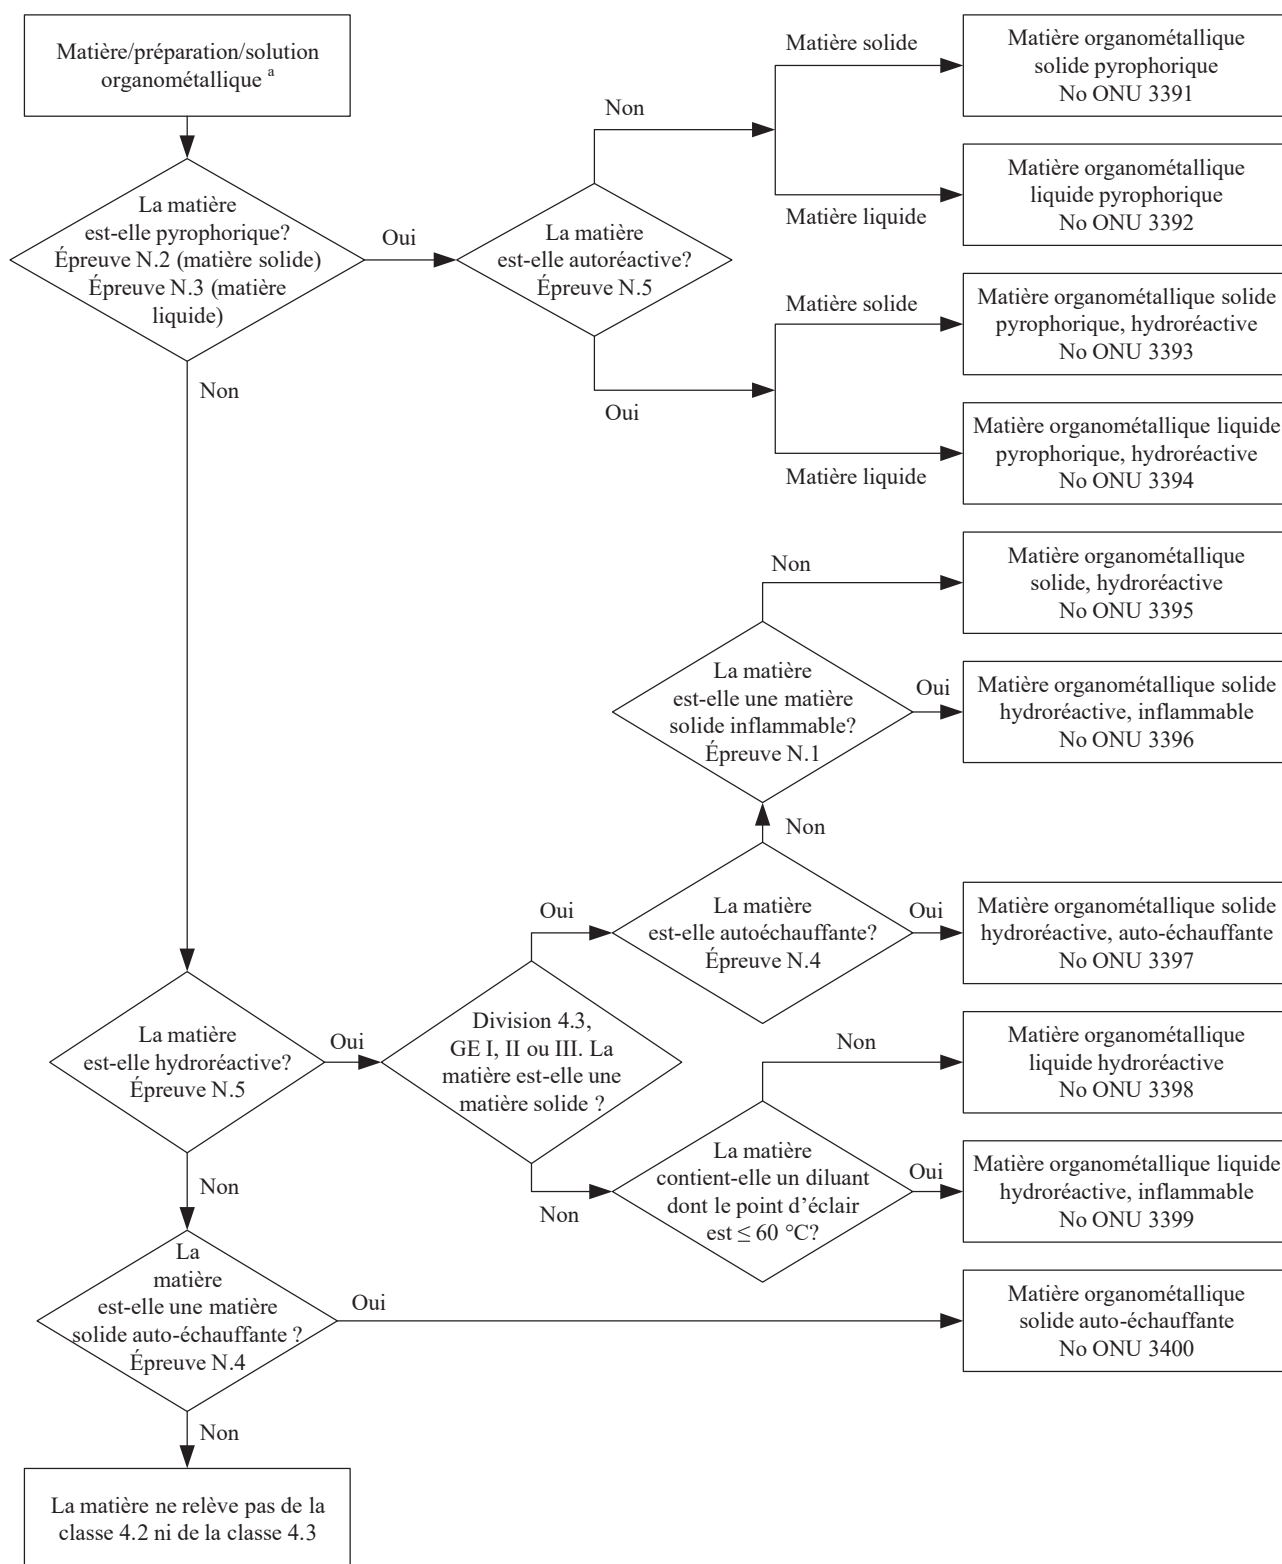 Matière/préparation/solution
organométallique ᵃ
La matière
est-elle pyrophorique?
Épreuve N.2 (matière solide)
Épreuve N.3 (matière
liquide)
Oui
Non
La matière
est-elle autoréactive?
Épreuve N.5
Non
Oui
Matière solide
Matière liquide
Matière organométallique
solide pyrophorique
No ONU 3391
Matière organométallique
liquide pyrophorique
No ONU 3392
Matière solide
Matière liquide
Matière organométallique solide
pyrophorique, hydroréactive
No ONU 3393
Matière organométallique liquide
pyrophorique, hydroréactive
No ONU 3394
Non
Matière organométallique
solide, hydroréactive
No ONU 3395
La matière
est-elle une matière
solide inflammable?
Épreuve N.1
Oui
Matière organométallique solide
hydroréactive, inflammable
No ONU 3396
Non
La matière
est-elle autoéchauffante?
Épreuve N.4
Oui
Matière organométallique solide
hydroréactive, auto-échauffante
No ONU 3397
Oui
La matière
est-elle hydroréactive?
Épreuve N.5
Oui
Division 4.3,
GE I, II ou III. La
matière est-elle une
matière solide ?
Non
Non
Matière organométallique
liquide hydroréactive
No ONU 3398
La matière
contient-elle un diluant
dont le point d’éclair
est ≤ 60 °C?
Oui
Matière organométallique liquide
hydroréactive, inflammable
No ONU 3399
Non
La
matière
est-elle une matière
solide auto-échauffante ?
Épreuve N.4
Oui
Matière organométallique
solide auto-échauffante
No ONU 3400
Non
La matière ne relève pas de la
classe 4.2 ni de la classe 4.3